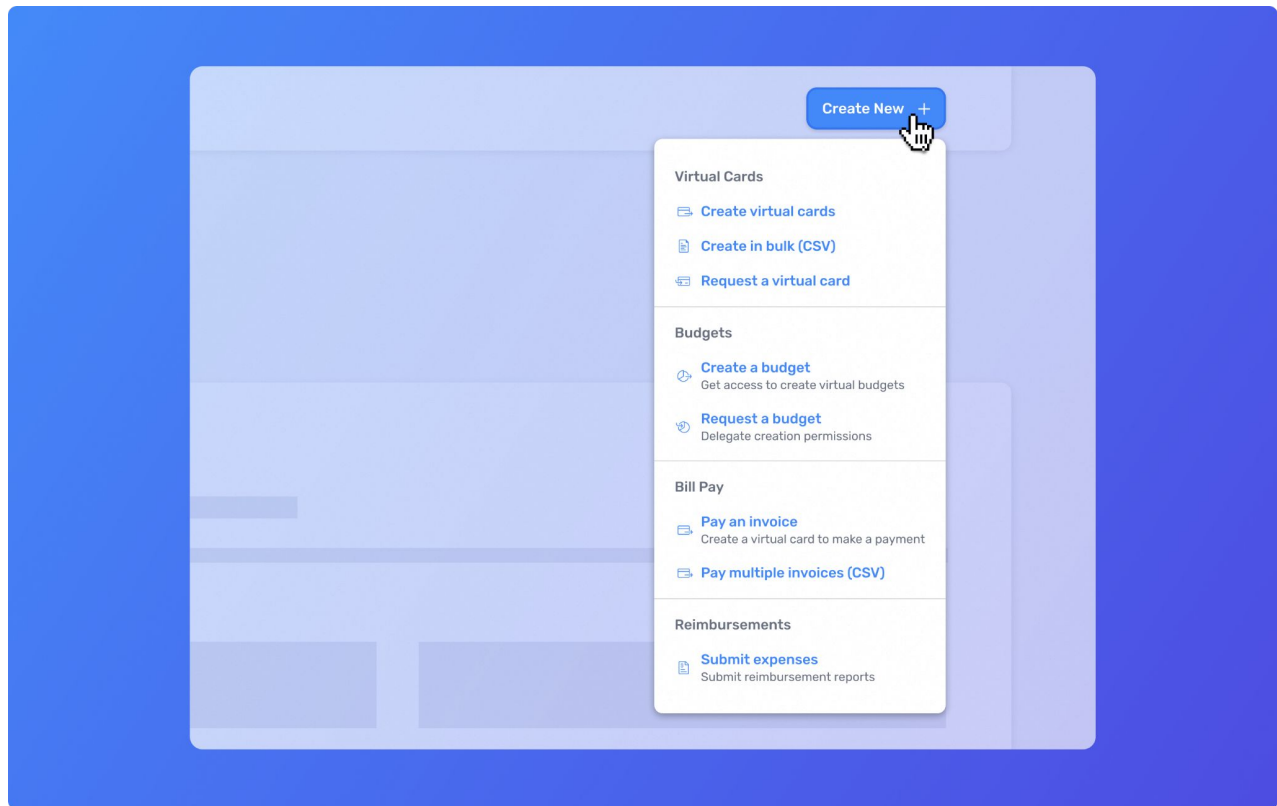 Create New +
Virtual Cards
Create virtual cards
Create in bulk (CSV)
Request a virtual card
Budgets
Create a budget
Get access to create virtual budgets
Request a budget
Delegate creation permissions
Bill Pay
Pay an invoice
Create a virtual card to make a payment
Pay multiple invoices (CSV)
Reimbursements
Submit expenses
Submit reimbursement reports